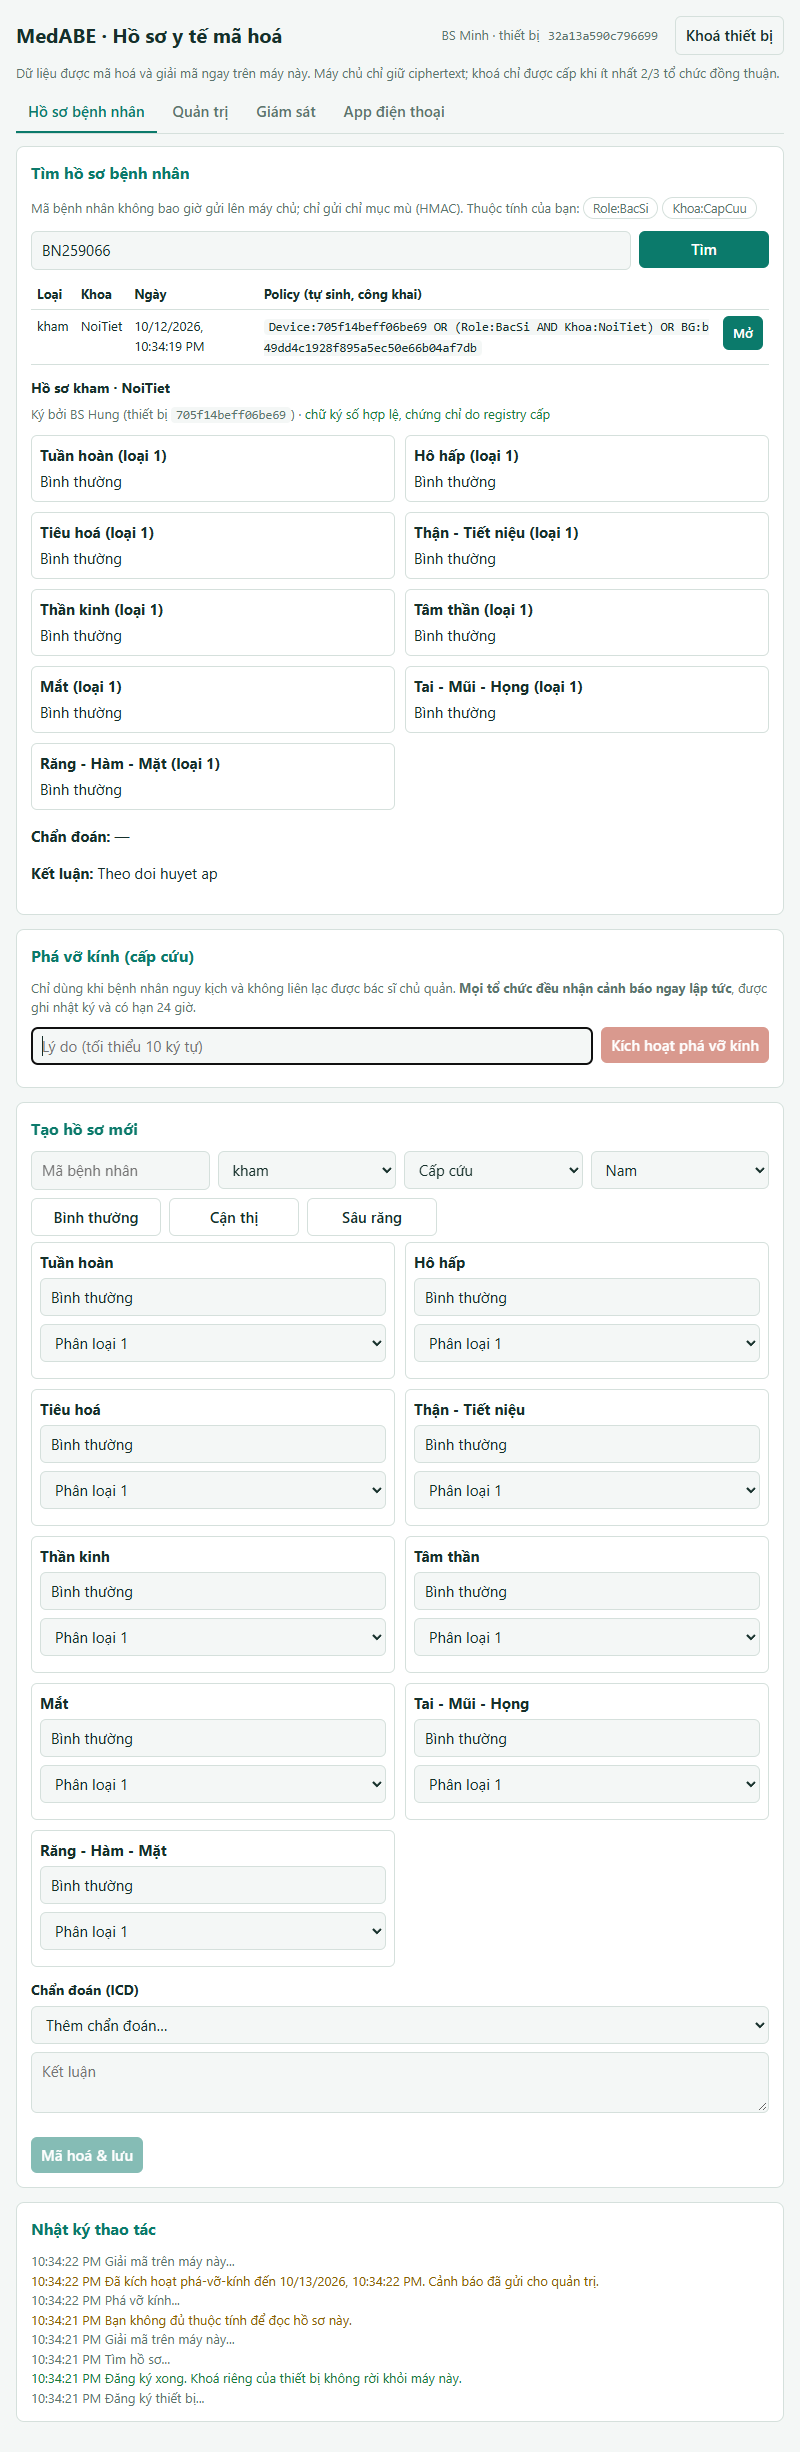 MedABE · Hồ sơ y tế mã hoá
BS Minh · thiết bị 32a13a590c796699
Khoá thiết bị
Dữ liệu được mã hoá và giải mã ngay trên máy này. Máy chủ chỉ giữ ciphertext; khoá chỉ được cấp khi ít nhất 2/3 tổ chức đồng thuận.
Hồ sơ bệnh nhân
Quản trị
Giám sát
App điện thoại
Tìm hồ sơ bệnh nhân
Mã bệnh nhân không bao giờ gửi lên máy chủ; chỉ gửi chỉ mục mù (HMAC). Thuộc tính của bạn: Role:BacSi Khoa:CapCuu
BN259066
Tìm
Loại Khoa Ngày Policy (tự sinh, công khai)
kham NoiTiet 10/12/2026, 10:34:19 PM
Device:705f14beff06be69 OR (Role:BacSi AND Khoa:NoiTiet) OR BG:b
49dd4c1928f895a5ec50e66b04af7db
Mở
Hồ sơ kham · NoiTiet
Ký bởi BS Hung (thiết bị 705f14beff06be69 ) · chữ ký số hợp lệ, chứng chỉ do registry cấp
Tuần hoàn (loại 1)
Bình thường
Hô hấp (loại 1)
Bình thường
Tiêu hoá (loại 1)
Bình thường
Thận - Tiết niệu (loại 1)
Bình thường
Thần kinh (loại 1)
Bình thường
Tâm thần (loại 1)
Bình thường
Mắt (loại 1)
Bình thường
Tai - Mũi - Họng (loại 1)
Bình thường
Răng - Hàm - Mặt (loại 1)
Bình thường
Chẩn đoán: —
Kết luận: Theo doi huyet ap
Phá vỡ kính (cấp cứu)
Chỉ dùng khi bệnh nhân nguy kịch và không liên lạc được bác sĩ chủ quản. Mọi tổ chức đều nhận cảnh báo ngay lập tức, được
ghi nhật ký và có hạn 24 giờ.
Lý do (tối thiểu 10 ký tự)
Kích hoạt phá vỡ kính
Tạo hồ sơ mới
Mã bệnh nhân
kham
Cấp cứu
Nam
Bình thường
Cận thị
Sâu răng
Tuần hoàn
Bình thường
Phân loại 1
Hô hấp
Bình thường
Phân loại 1
Tiêu hoá
Bình thường
Phân loại 1
Thận - Tiết niệu
Bình thường
Phân loại 1
Thần kinh
Bình thường
Phân loại 1
Tâm thần
Bình thường
Phân loại 1
Mắt
Bình thường
Phân loại 1
Tai - Mũi - Họng
Bình thường
Phân loại 1
Răng - Hàm - Mặt
Bình thường
Phân loại 1
Chẩn đoán (ICD)
Thêm chẩn đoán...
Kết luận
Mã hoá & lưu
Nhật ký thao tác
10:34:22 PM Giải mã trên máy này...
10:34:22 PM Đã kích hoạt phá-vỡ-kính đến 10/13/2026, 10:34:22 PM. Cảnh báo đã gửi cho quản trị.
10:34:22 PM Phá vỡ kính...
10:34:21 PM Bạn không đủ thuộc tính để đọc hồ sơ này.
10:34:21 PM Giải mã trên máy này...
10:34:21 PM Tìm hồ sơ...
10:34:21 PM Đăng ký xong. Khoá riêng của thiết bị không rời khỏi máy này.
10:34:21 PM Đăng ký thiết bị...